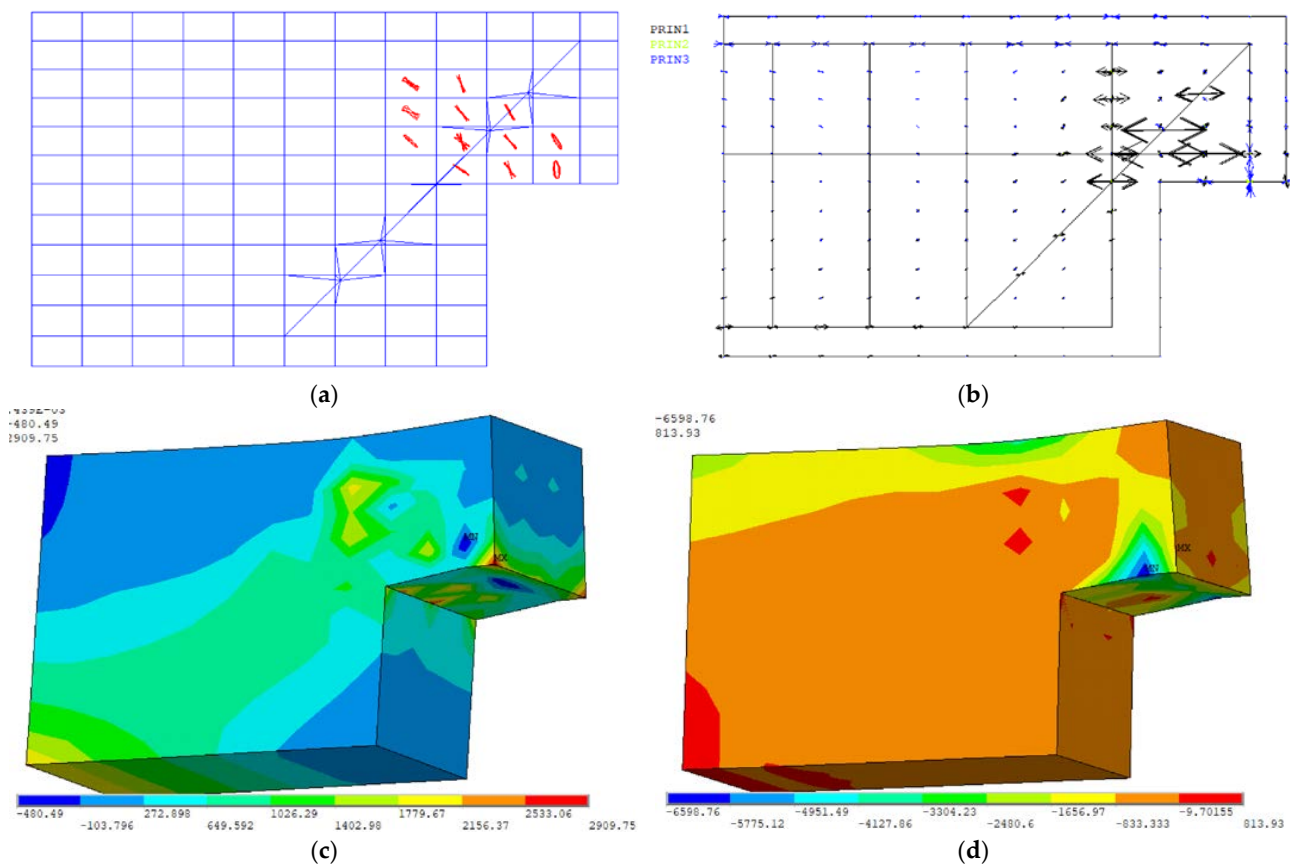 PRIN1
PRIN2
PRIN3
(a)
(b)
-480.49
2909.75
-6598.76
813.93
MX
MX
-480.49 272.898 1026.29 1779.67 2533.06
-103.796 649.592 1402.98 2156.37 2909.75
-6598.76 -4951.49 -3304.23 -1656.97 -9.70155
-5775.12 -4127.86 -2480.6 -833.333 813.93
(c)
(d)